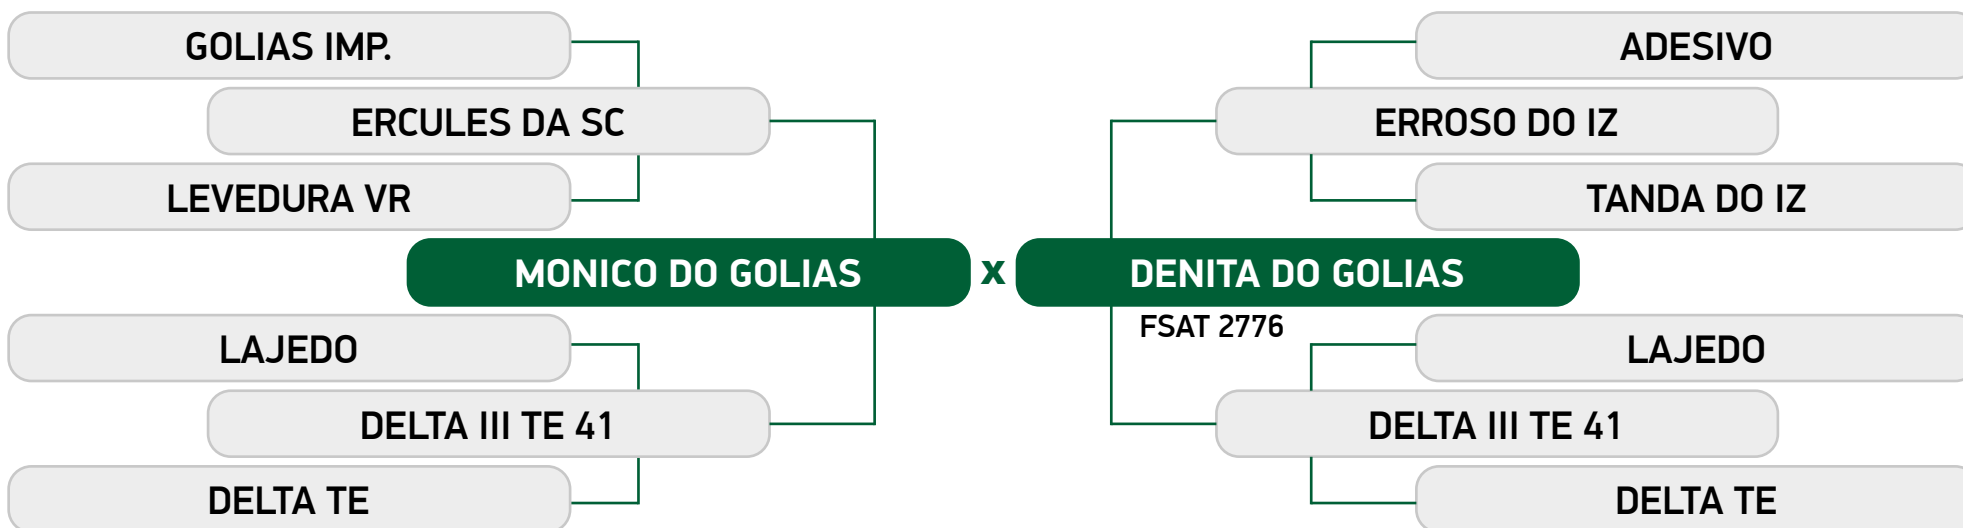 GOLIAS IMP.
ADESIVO
ERCULES DA SC
ERROSO DO IZ
LEVEDURA VR
TANDA DO IZ
MONICO DO GOLIAS x DENITA DO GOLIAS
FSAT 2776
LAJEDO
LAJEDO
DELTA III TE 41
DELTA III TE 41
DELTA TE
DELTA TE